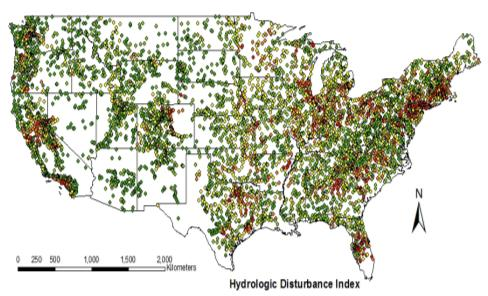 N
0 250 500 1,000 1,500 2,000
Kilometers
Hydrologic Disturbance Index